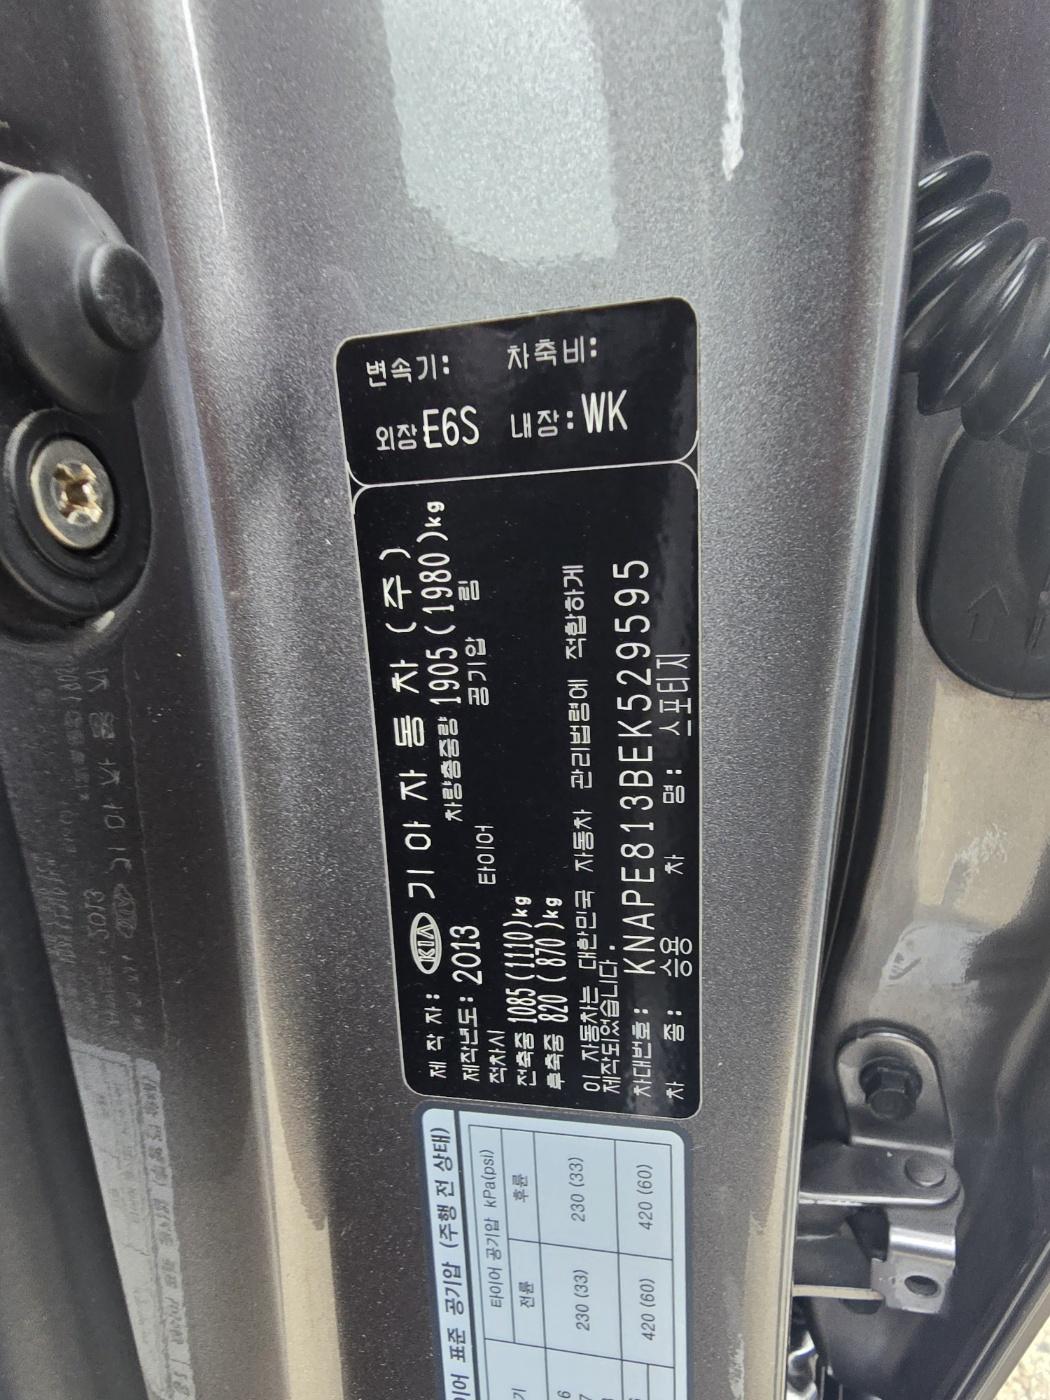 변속기: 차축비:
외장 E6S 내장: WK
제 작 자: KIA 기 아 자 동 차 (주)
제작년도: 2013 차량총중량 1905 (1980)kg
적차시 타이어 공기압 림
전축중 1085 (1110)kg
후축중 820 ( 870 )kg
이 자동차는 대한민국 자동차 관리법령에 적합하게
제작되었습니다.
차대번호: KNAPE813BEK529595
차 종: 승용 차 명: 스포티지
표준 공기압 (주행 전 상태)
타이어 공기압 kPa(psi)
전륜 후륜
230 (33) 230 (33)
420 (60) 420 (60)